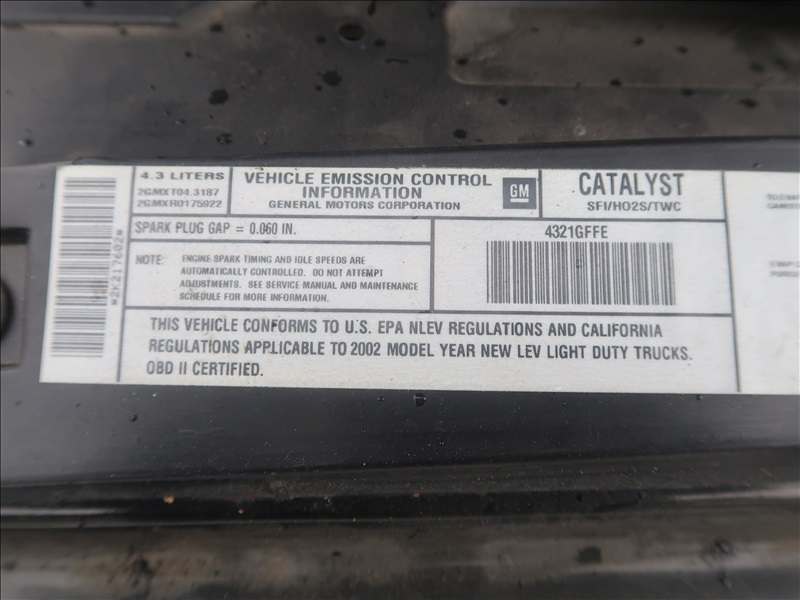 *2K217602*
4.3 LITERS
2GMXT04.3187
2GMXR0175922
VEHICLE EMISSION CONTROL
INFORMATION
GENERAL MOTORS CORPORATION
GM
CATALYST
SFI/HO2S/TWC
SPARK PLUG GAP = 0.060 IN.
NOTE: ENGINE SPARK TIMING AND IDLE SPEEDS ARE
AUTOMATICALLY CONTROLLED. DO NOT ATTEMPT
ADJUSTMENTS. SEE SERVICE MANUAL AND MAINTENANCE
SCHEDULE FOR MORE INFORMATION.
4321GFFE
THIS VEHICLE CONFORMS TO U.S. EPA NLEV REGULATIONS AND CALIFORNIA
REGULATIONS APPLICABLE TO 2002 MODEL YEAR NEW LEV LIGHT DUTY TRUCKS.
OBD II CERTIFIED.